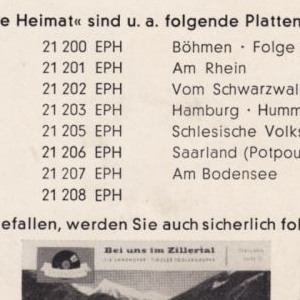 e Heimat« sind u. a. folgende Platten
21 200 EPH Böhmen · Folge
21 201 EPH Am Rhein
21 202 EPH Vom Schwarzwal
21 203 EPH Hamburg · Humm
21 205 EPH Schlesische Volks
21 206 EPH Saarland (Potpou
21 207 EPH Am Bodensee
21 208 EPH
efallen, werden Sie auch sicherlich fol
Bei uns im Zillertal